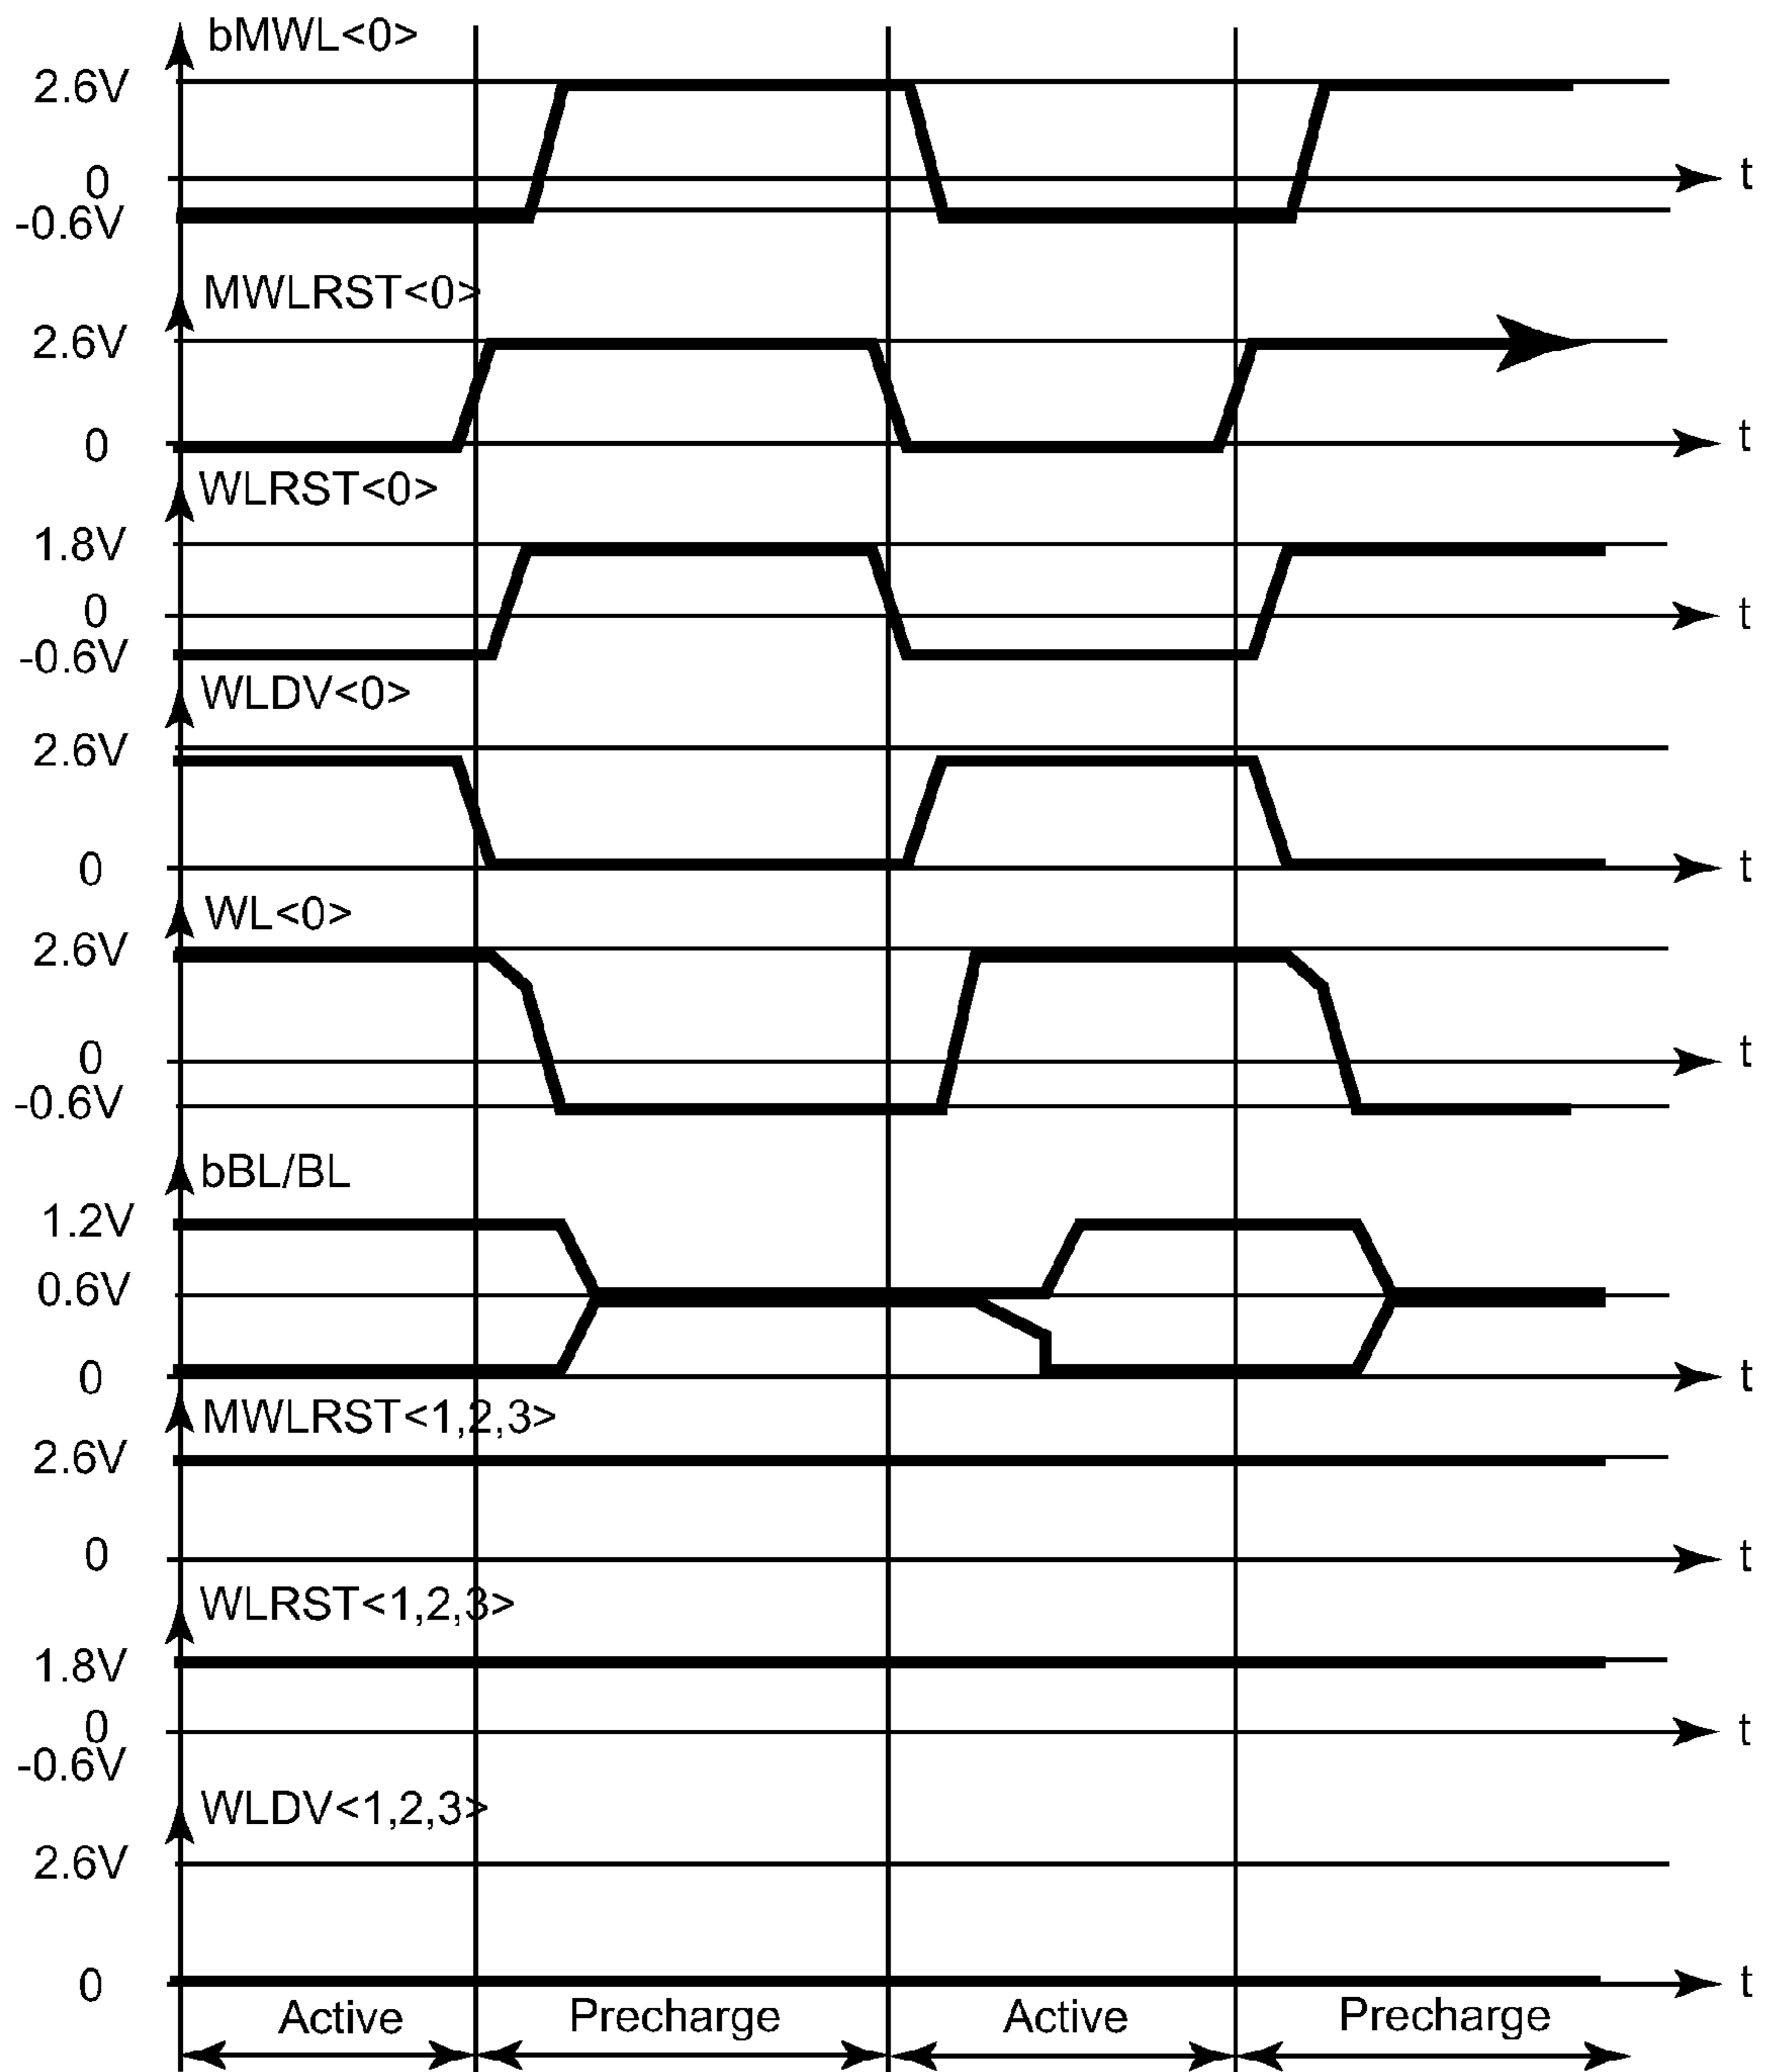 bMWL<0>
2.6V
0
t
-0.6V
MWLRST<0>
2.6V
0
t
WLRST<0>
1.8V
0
t
-0.6V
WLDV<0>
2.6V
0
t
WL<0>
2.6V
0
t
-0.6V
bBL/BL
1.2V
0.6V
0
t
MWLRST<1,2,3>
2.6V
0
t
WLRST<1,2,3>
1.8V
0
t
-0.6V
WLDV<1,2,3>
2.6V
0
t
Active Precharge Active Precharge